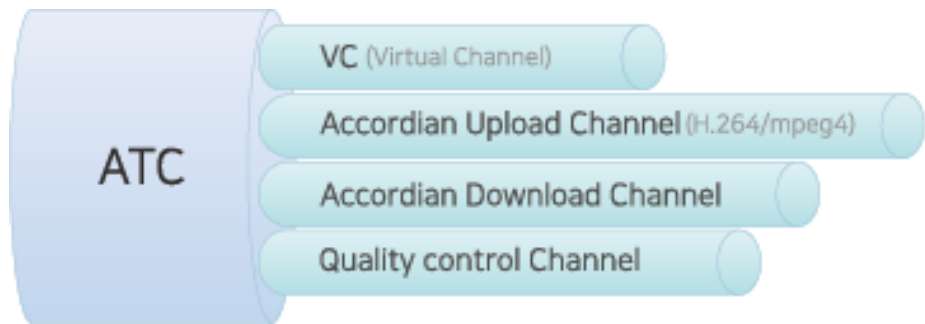 ATC
VC (Virtual Channel)
Accordian Upload Channel (H.264/mpeg4)
Accordian Download Channel
Quality control Channel